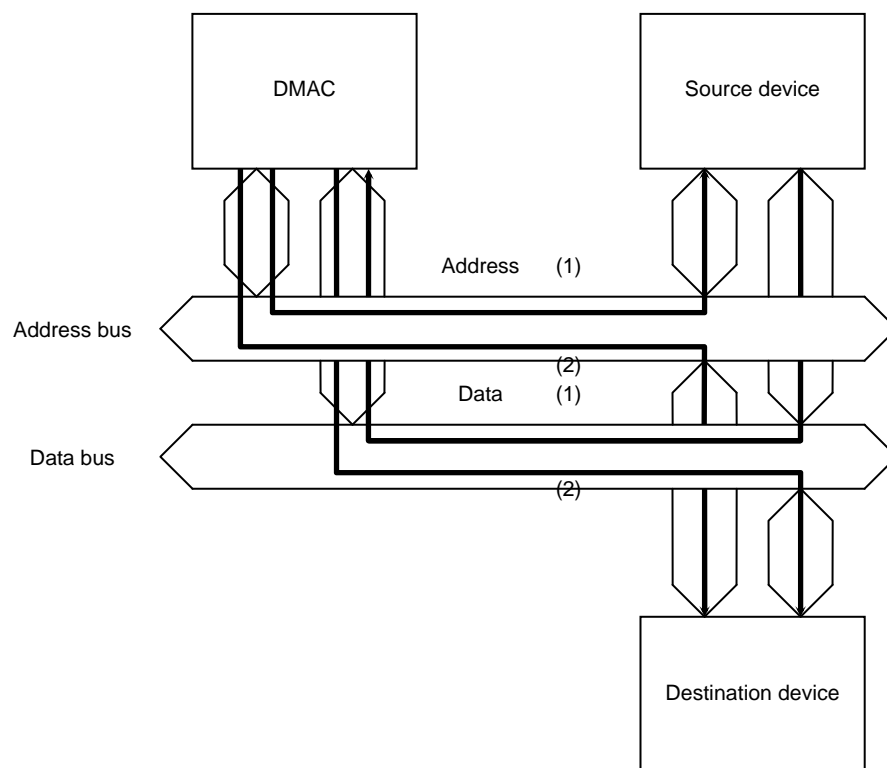 DMAC
Source device
Address (1)
Address bus
(2)
Data (1)
Data bus
(2)
Destination device